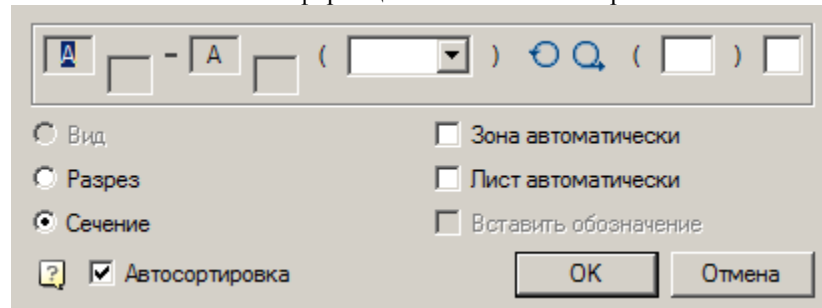 A - A ( ) ( )
Вид
Зона автоматически
Разрез
Лист автоматически
Сечение
Вставить обозначение
? Автосортировка
OK
Отмена